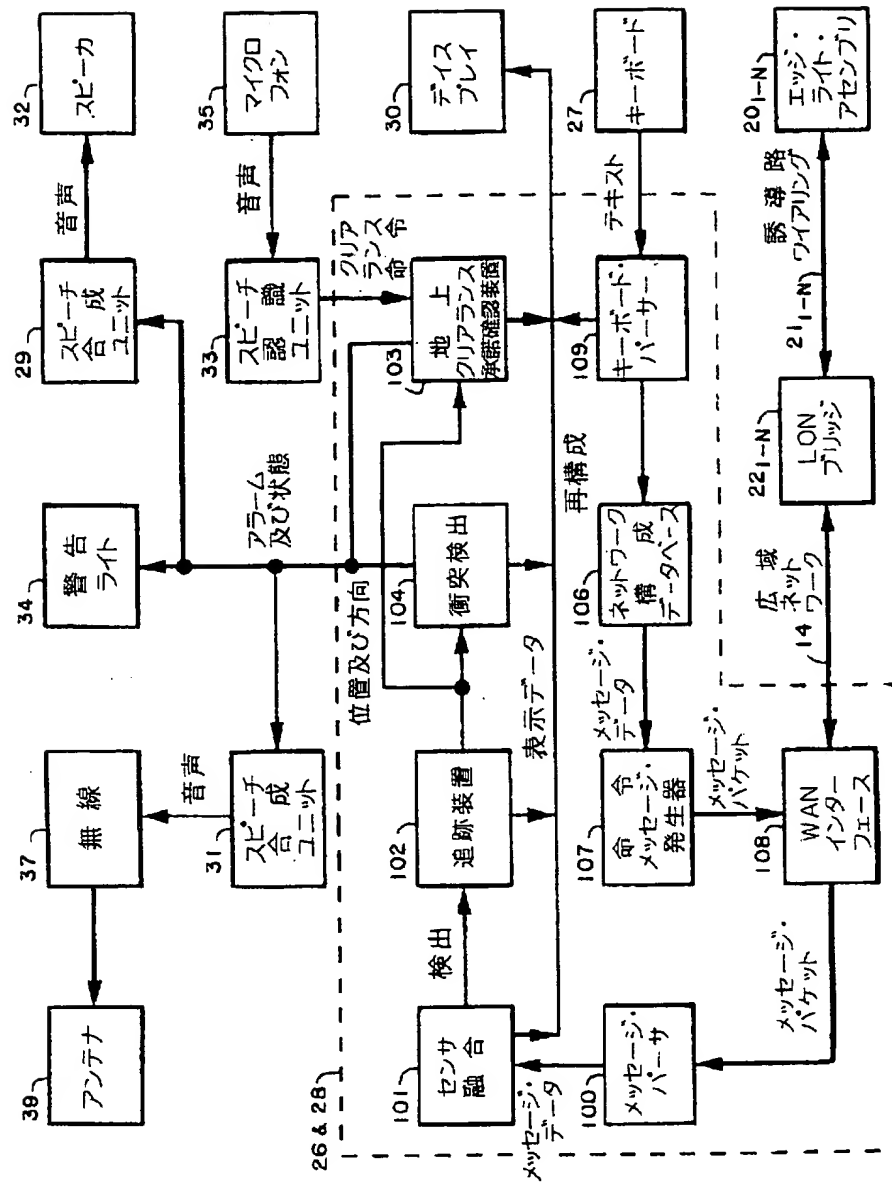 39
アンテナ
37
無線
34
警告
ライト
29
スピーチ
合成
ユニット
32
スピーカ
音声
音声
31
スピーチ
合成
ユニット
アラーム
及び状態
33
スピーチ
認識
ユニット
音声
35
マイクロ
フォン
クリア
ランス
命令
26 & 28
位置及び方向
101
センサ
融合
検出
102
追跡装置
104
衝突検出
103
地上
クリアランス
承諾確認装置
30
ディス
プレイ
メッセージ・
データ
表示データ
100
メッセージ・
パーサ
107
命令
メッセージ・
発生器
メッセージ・
データ
106
ネットワーク
構成
データベース
再構成
109
キーボード・
パーサー
テキスト
27
キーボード
メッセージ・
パケット
メッセージ・
パケット
108
WAN
インター
フェース
広域
ネット
ワーク
14
22 1-N
LON
ブリッジ
21 1-N
誘導路
ワイアリング
20 1-N
エッジ・
ライト・
アセンブリ